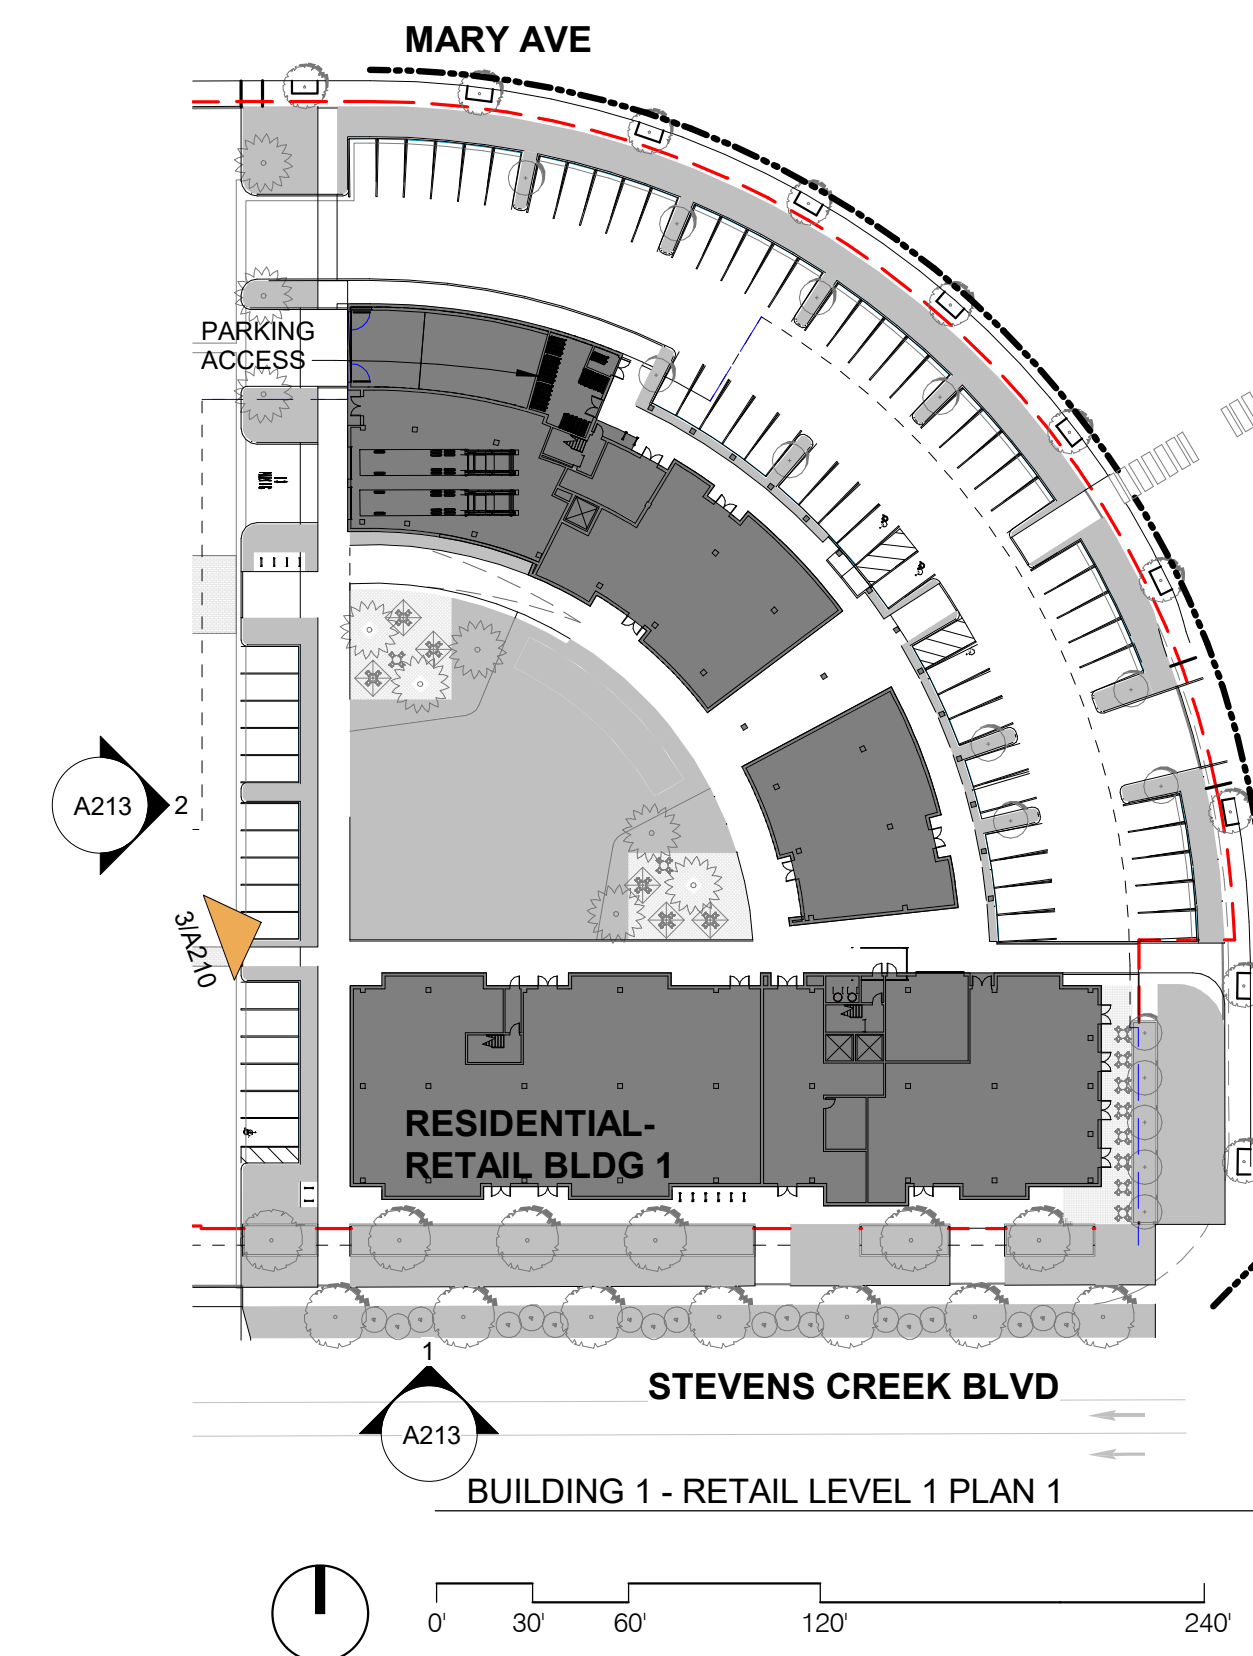 MARY AVE
PARKING
ACCESS
A213
2
3/A210
RESIDENTIAL-
RETAIL BLDG 1
1
A213
STEVENS CREEK BLVD
BUILDING 1 - RETAIL LEVEL 1 PLAN 1
0' 30' 60' 120' 240'